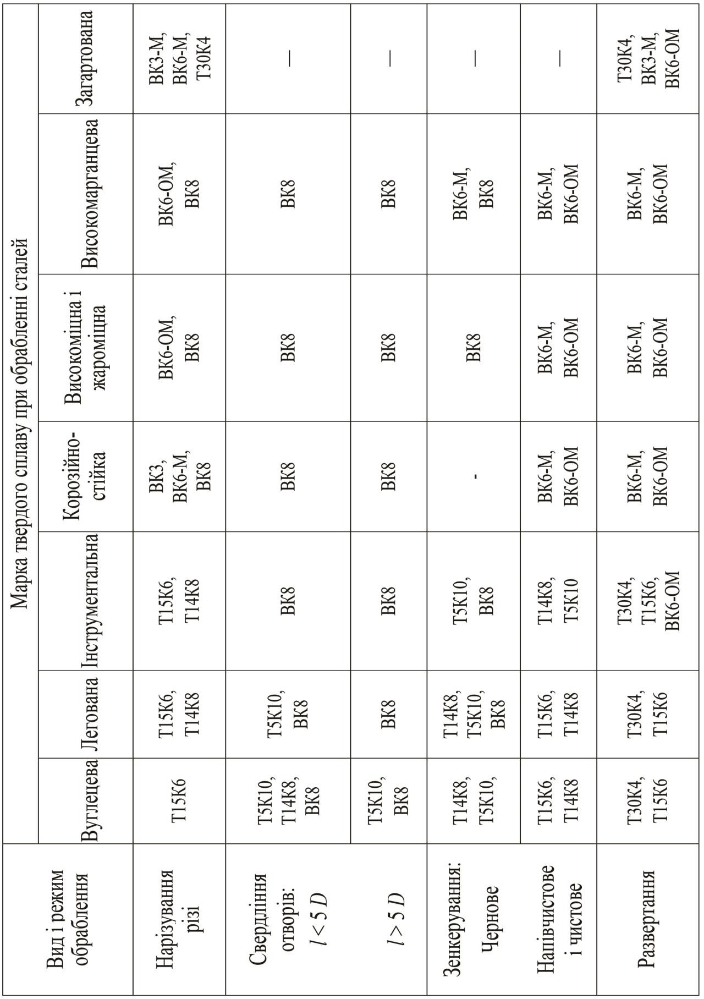 Вид і режим
обраблення
Марка твердого сплаву при обрабленні сталей
Вуглецева
Легована
Інструментальна
Корозійно-
стійка
Високоміцна і
жароміцна
Високомарганцева
Загартована
Нарізування
різі
Т15К6
Т15К6,
Т14К8
Т15К6,
Т14К8
ВК3,
ВК6-М,
ВК8
ВК6-ОМ,
ВК8
ВК6-ОМ,
ВК8
ВК3-М,
ВК6-М,
Т30К4
Свердління
отворів:
l < 5 D
Т5К10,
Т14К8,
ВК8
Т5К10,
ВК8
ВК8
ВК8
ВК8
ВК8
—
l > 5 D
Т5К10,
ВК8
ВК8
ВК8
ВК8
ВК8
ВК8
—
Зенкерування:
Чернове
Т14К8,
Т5К10,
Т14К8,
Т5К10,
ВК8
Т5К10,
ВК8
-
ВК8
ВК6-М,
ВК8
—
Напівчистове
і чистове
Т15К6,
Т14К8
Т15К6,
Т14К8
Т14К8,
Т5К10
ВК6-М,
ВК6-ОМ
ВК6-М,
ВК6-ОМ
ВК6-М,
ВК6-ОМ
—
Развертання
Т30К4,
Т15К6
Т30К4,
Т15К6
Т30К4,
Т15К6,
ВК6-ОМ
ВК6-М,
ВК6-ОМ
ВК6-М,
ВК6-ОМ
ВК6-М,
ВК6-ОМ
Т30К4,
ВК3-М,
ВК6-ОМ